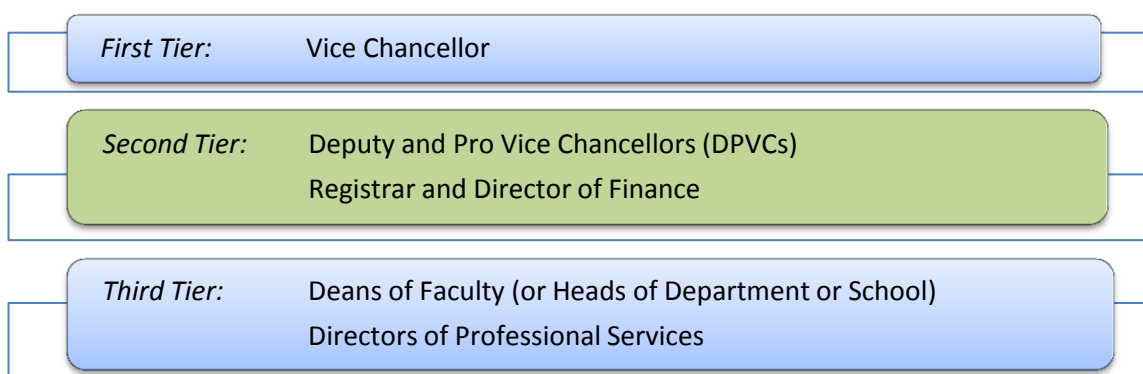 First Tier: Vice Chancellor
Second Tier: Deputy and Pro Vice Chancellors (DPVCs)
Registrar and Director of Finance
Third Tier: Deans of Faculty (or Heads of Department or School)
Directors of Professional Services